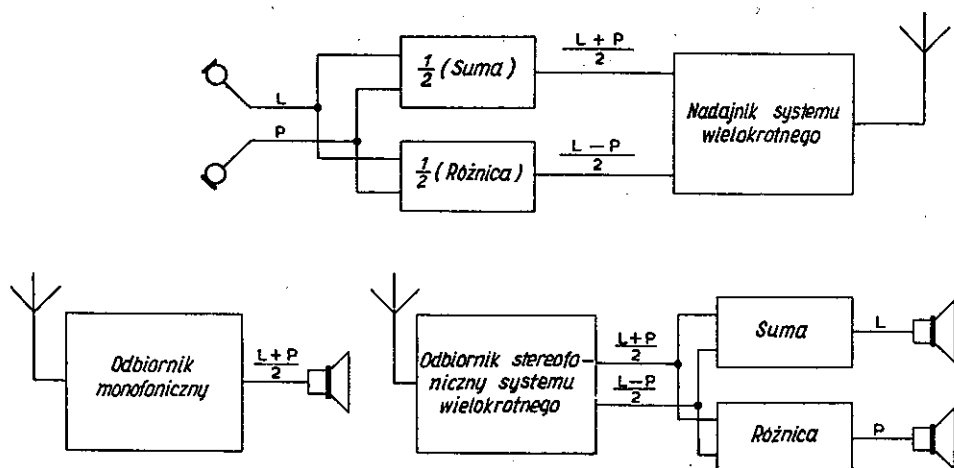 L
P
1/2 (Suma)
1/2 (Różnica)
L + P
2
L − P
2
Nadajnik systemu
wielokrotnego
Odbiornik
monofoniczny
L+P
2
Odbiornik stereofo-
niczny systemu
wielokrotnego
L+P
2
L−P
2
Suma
L
Różnica
P